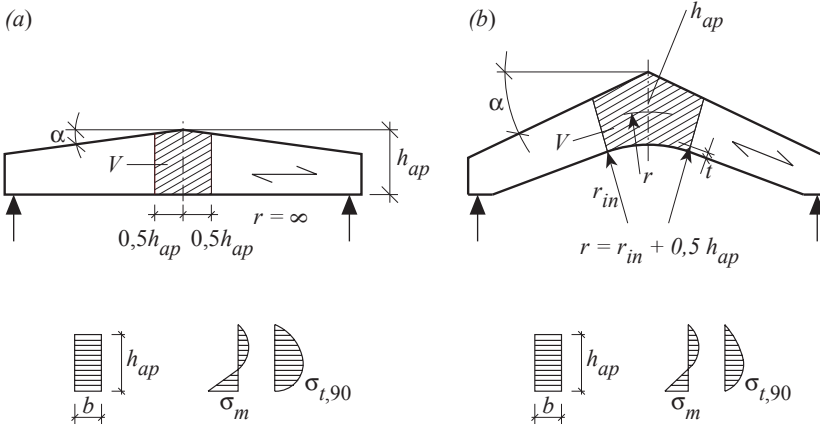 (a)
α
V
h_ap
0,5h_ap 0,5h_ap
r = ∞
h_ap
b
σ_m
σ_t,90
(b)
h_ap
α
V
r
r_in
t
r = r_in + 0,5 h_ap
h_ap
b
σ_m
σ_t,90